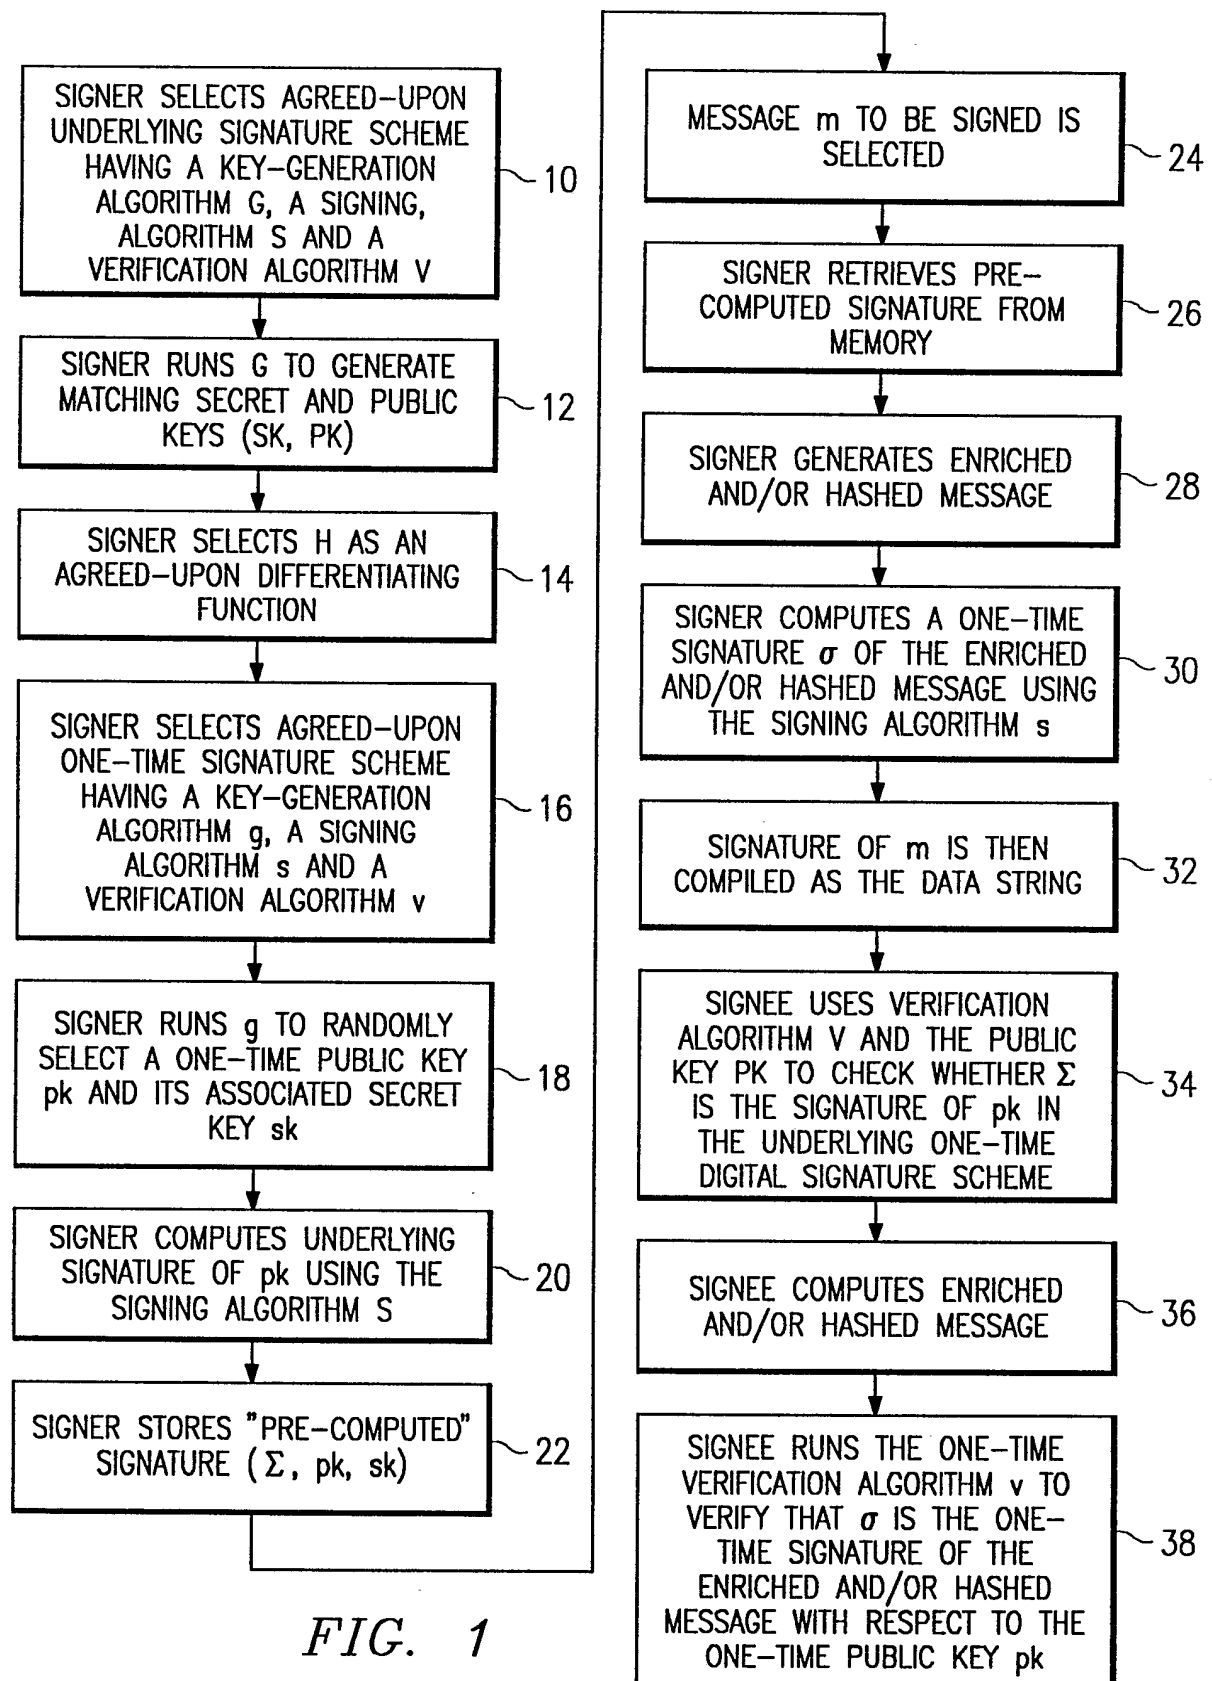 SIGNER SELECTS AGREED-UPON
UNDERLYING SIGNATURE SCHEME
HAVING A KEY-GENERATION
ALGORITHM G, A SIGNING,
ALGORITHM S AND A
VERIFICATION ALGORITHM V
10
SIGNER RUNS G TO GENERATE
MATCHING SECRET AND PUBLIC
KEYS (SK, PK)
12
SIGNER SELECTS H AS AN
AGREED-UPON DIFFERENTIATING
FUNCTION
14
SIGNER SELECTS AGREED-UPON
ONE-TIME SIGNATURE SCHEME
HAVING A KEY-GENERATION
ALGORITHM g, A SIGNING
ALGORITHM s AND A
VERIFICATION ALGORITHM v
16
SIGNER RUNS g TO RANDOMLY
SELECT A ONE-TIME PUBLIC KEY
pk AND ITS ASSOCIATED SECRET
KEY sk
18
SIGNER COMPUTES UNDERLYING
SIGNATURE OF pk USING THE
SIGNING ALGORITHM S
20
SIGNER STORES "PRE-COMPUTED"
SIGNATURE (Σ, pk, sk)
22
MESSAGE m TO BE SIGNED IS
SELECTED
24
SIGNER RETRIEVES PRE-
COMPUTED SIGNATURE FROM
MEMORY
26
SIGNER GENERATES ENRICHED
AND/OR HASHED MESSAGE
28
SIGNER COMPUTES A ONE-TIME
SIGNATURE σ OF THE ENRICHED
AND/OR HASHED MESSAGE USING
THE SIGNING ALGORITHM s
30
SIGNATURE OF m IS THEN
COMPILED AS THE DATA STRING
32
SIGNEE USES VERIFICATION
ALGORITHM V AND THE PUBLIC
KEY PK TO CHECK WHETHER Σ
IS THE SIGNATURE OF pk IN
THE UNDERLYING ONE-TIME
DIGITAL SIGNATURE SCHEME
34
SIGNEE COMPUTES ENRICHED
AND/OR HASHED MESSAGE
36
SIGNEE RUNS THE ONE-TIME
VERIFICATION ALGORITHM v TO
VERIFY THAT σ IS THE ONE-
TIME SIGNATURE OF THE
ENRICHED AND/OR HASHED
MESSAGE WITH RESPECT TO THE
ONE-TIME PUBLIC KEY pk
38
FIG. 1